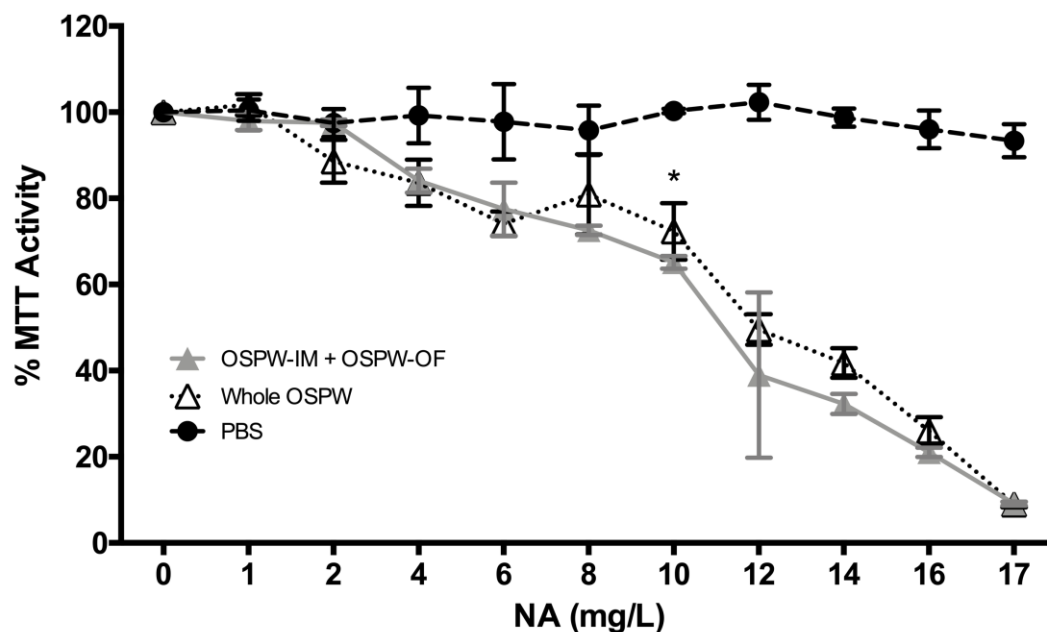 120
100
80
60
40
20
0
% MTT Activity
*
OSPW-IM + OSPW-OF
Whole OSPW
PBS
0 1 2 4 6 8 10 12 14 16 17
NA (mg/L)